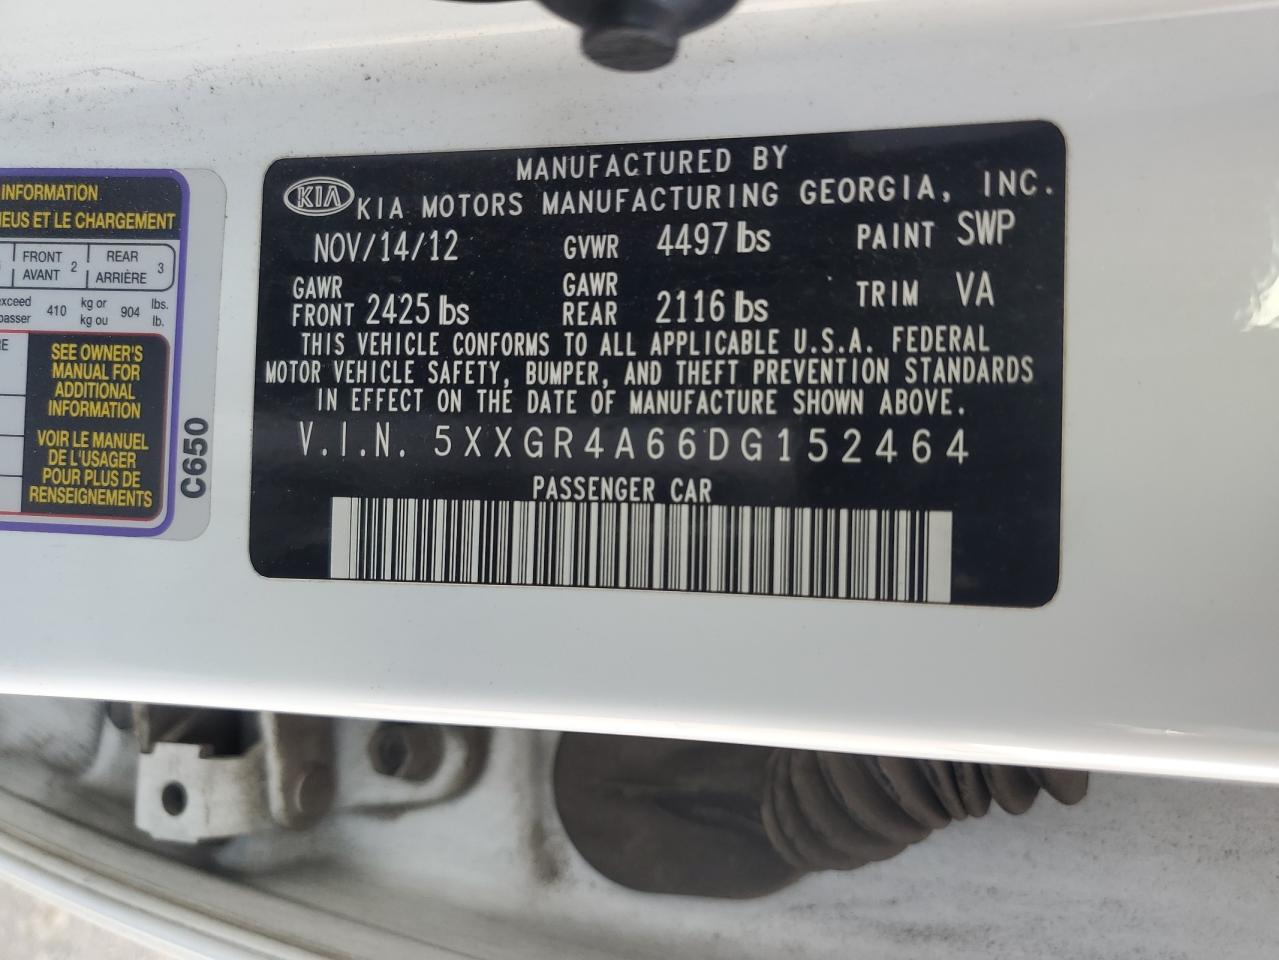 INFORMATION
NEUS ET LE CHARGEMENT
FRONT AVANT 2 REAR ARRIÈRE 3
exceed 410 kg or 904 lbs.
passer kg ou lb.
RE
SEE OWNER'S
MANUAL FOR
ADDITIONAL
INFORMATION
VOIR LE MANUEL
DE L'USAGER
POUR PLUS DE
RENSEIGNEMENTS
C650
MANUFACTURED BY
KIA KIA MOTORS MANUFACTURING GEORGIA, INC.
NOV/14/12 GVWR 4497 lbs PAINT SWP
GAWR FRONT 2425 lbs GAWR REAR 2116 lbs TRIM VA
THIS VEHICLE CONFORMS TO ALL APPLICABLE U.S.A. FEDERAL
MOTOR VEHICLE SAFETY, BUMPER, AND THEFT PREVENTION STANDARDS
IN EFFECT ON THE DATE OF MANUFACTURE SHOWN ABOVE.
V.I.N. 5XXGR4A66DG152464
PASSENGER CAR